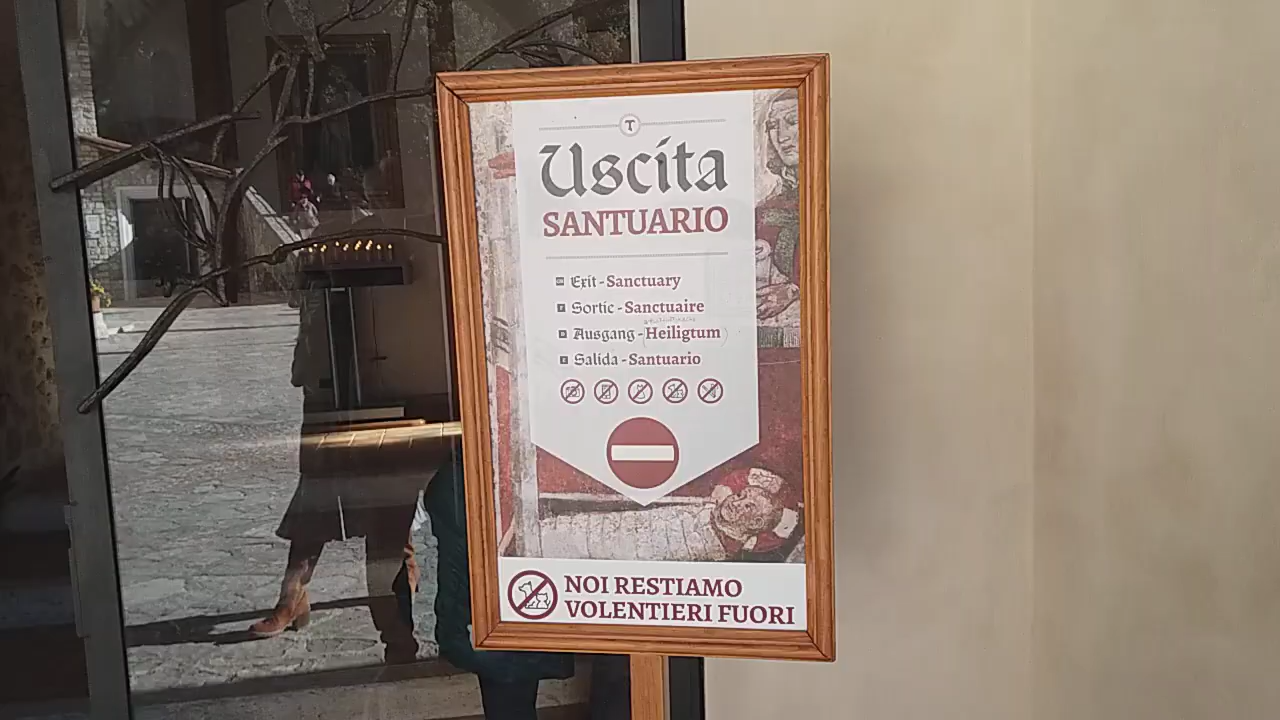 T
Uscita
SANTUARIO
Exit - Sanctuary
Sortie - Sanctuaire
Ausgang - Heiligtum
Salida - Santuario
NOI RESTIAMO
VOLENTIERI FUORI